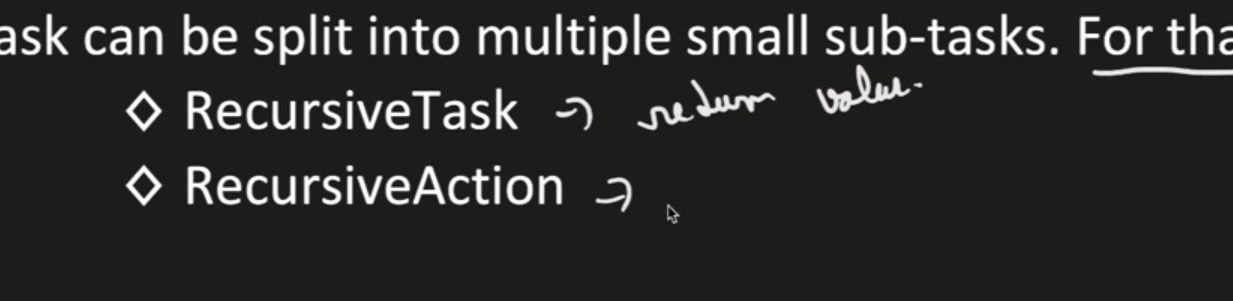 ask can be split into multiple small sub-tasks. For tha
◇ RecursiveTask → return value.
◇ RecursiveAction →